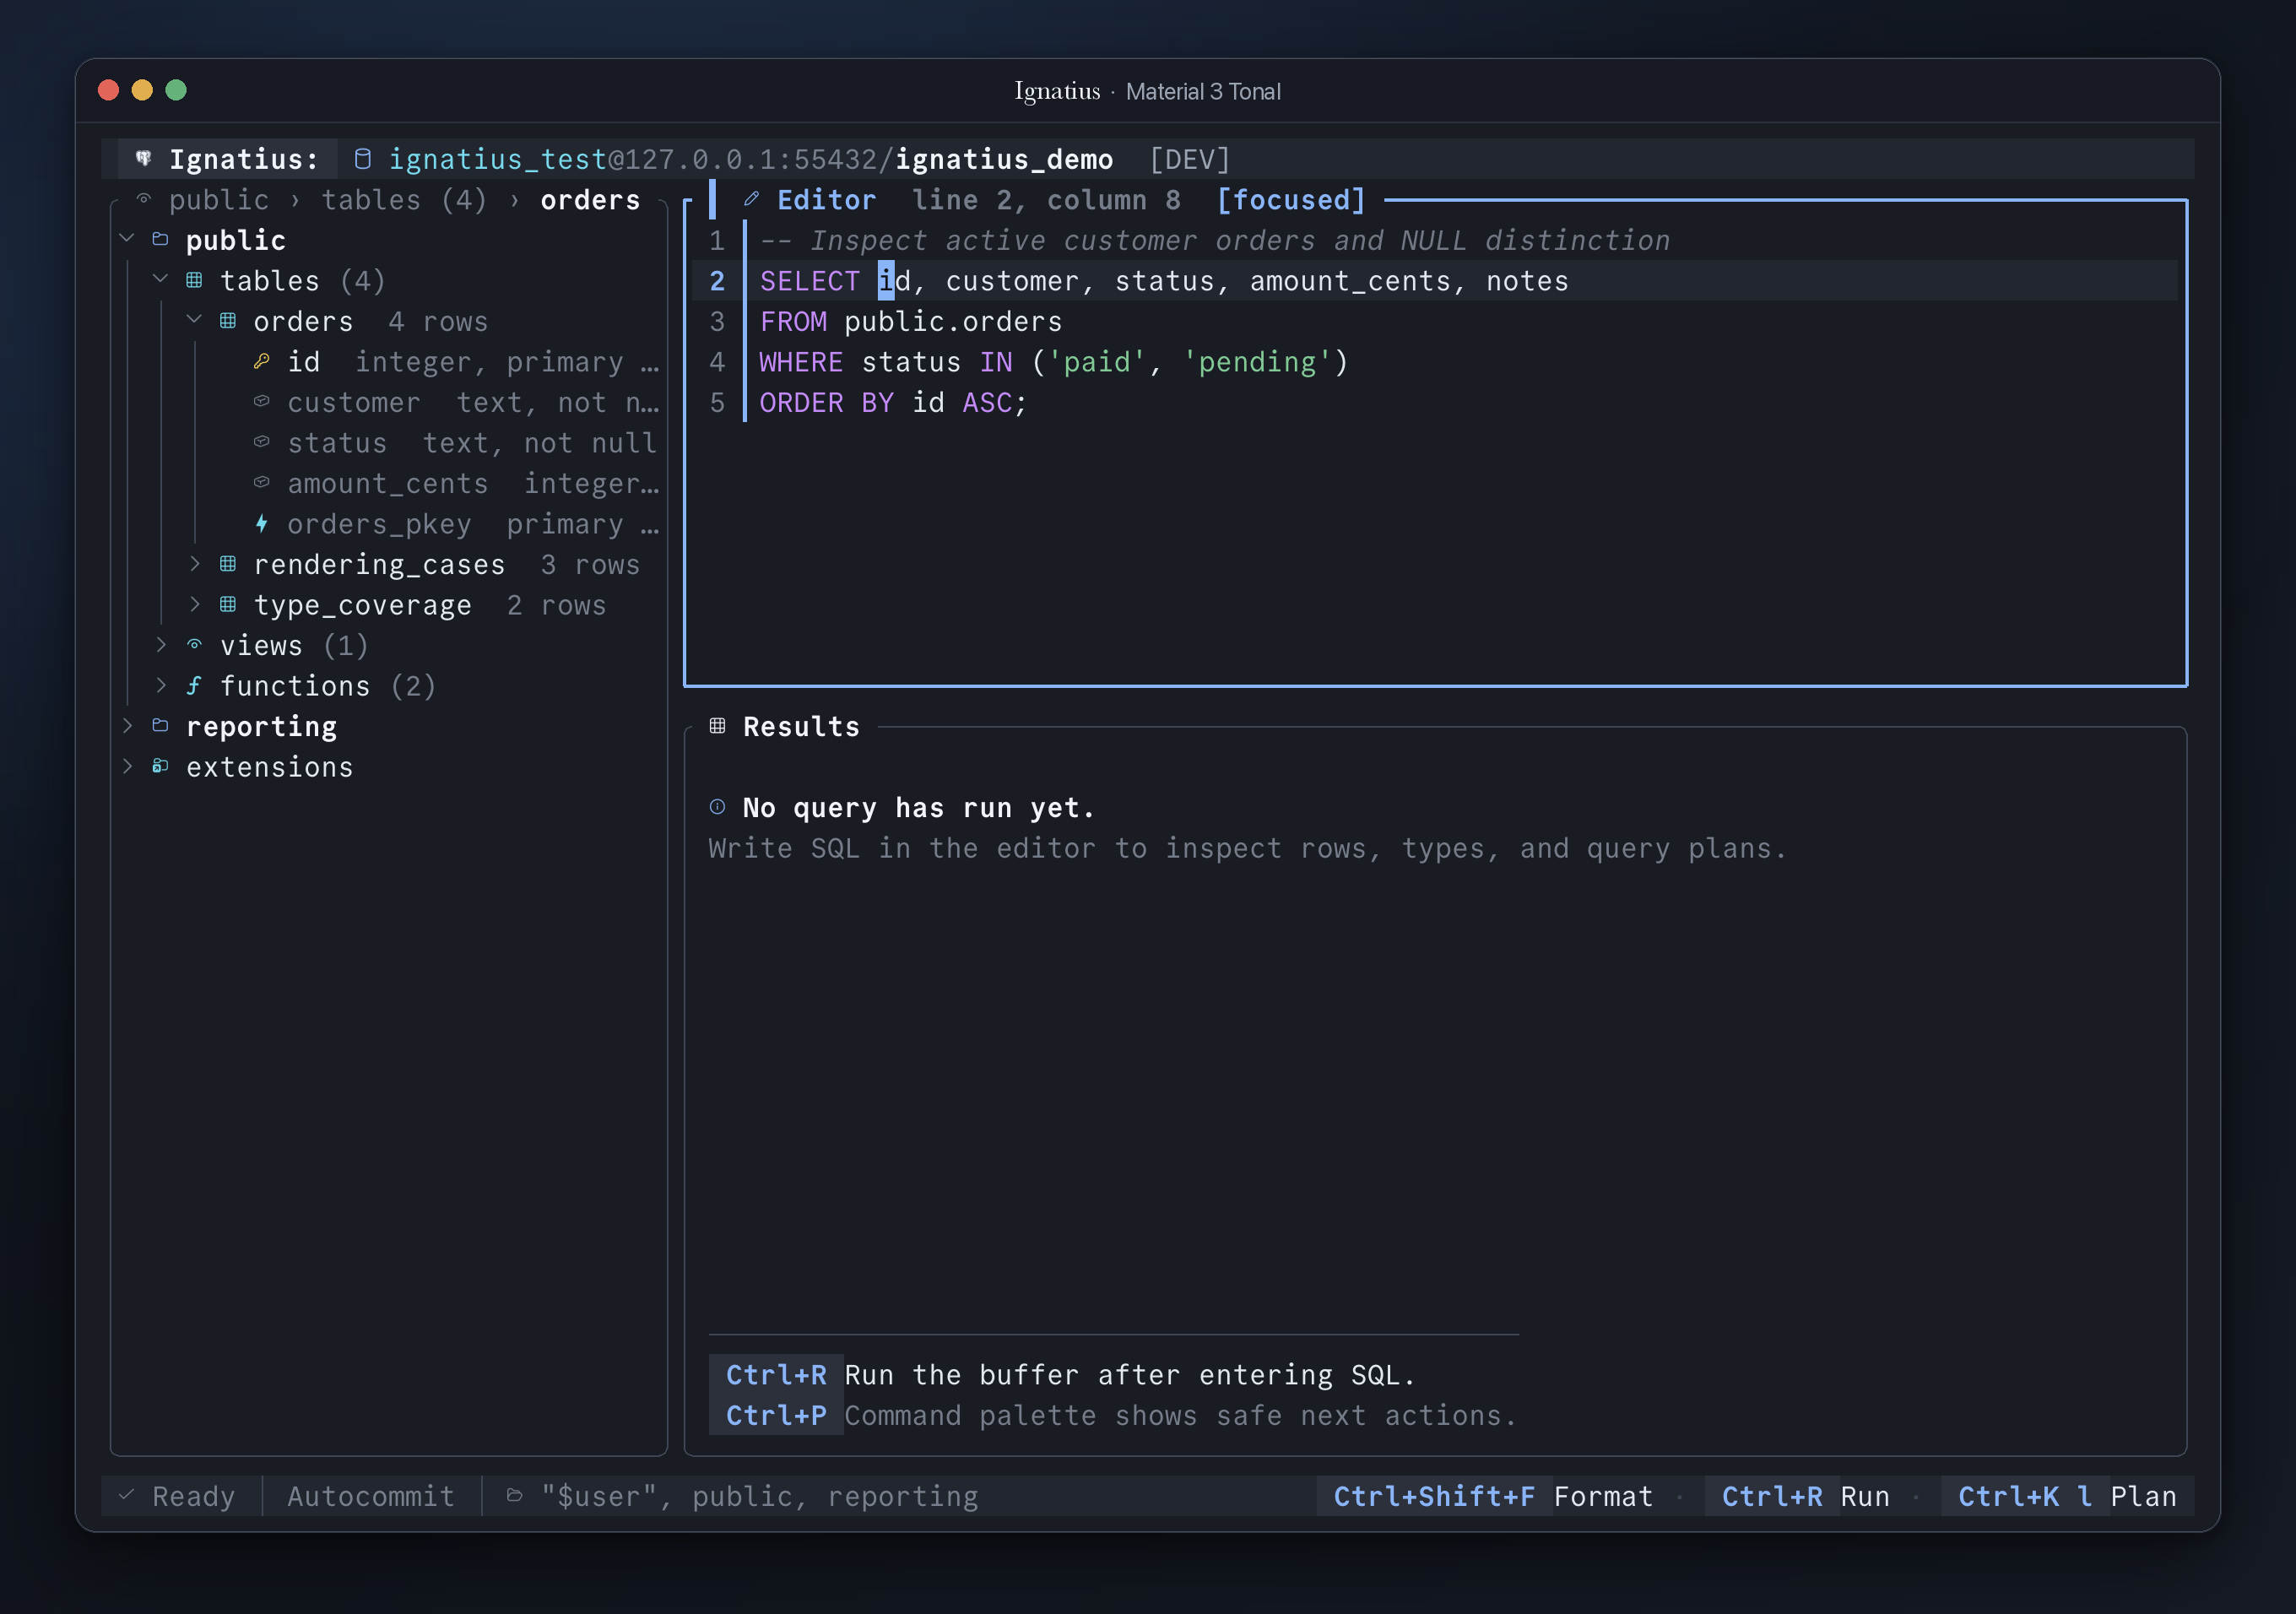 Ignatius · Material 3 Tonal
Ignatius: ignatius_test@127.0.0.1:55432/ignatius_demo [DEV]
public › tables (4) › orders
public
tables (4)
orders 4 rows
id integer, primary …
customer text, not n…
status text, not null
amount_cents integer…
orders_pkey primary …
rendering_cases 3 rows
type_coverage 2 rows
views (1)
functions (2)
reporting
extensions
Editor line 2, column 8 [focused]
1 -- Inspect active customer orders and NULL distinction
2 SELECT id, customer, status, amount_cents, notes
3 FROM public.orders
4 WHERE status IN ('paid', 'pending')
5 ORDER BY id ASC;
Results
No query has run yet.
Write SQL in the editor to inspect rows, types, and query plans.
Ctrl+R Run the buffer after entering SQL.
Ctrl+P Command palette shows safe next actions.
Ready Autocommit "$user", public, reporting Ctrl+Shift+F Format · Ctrl+R Run · Ctrl+K l Plan